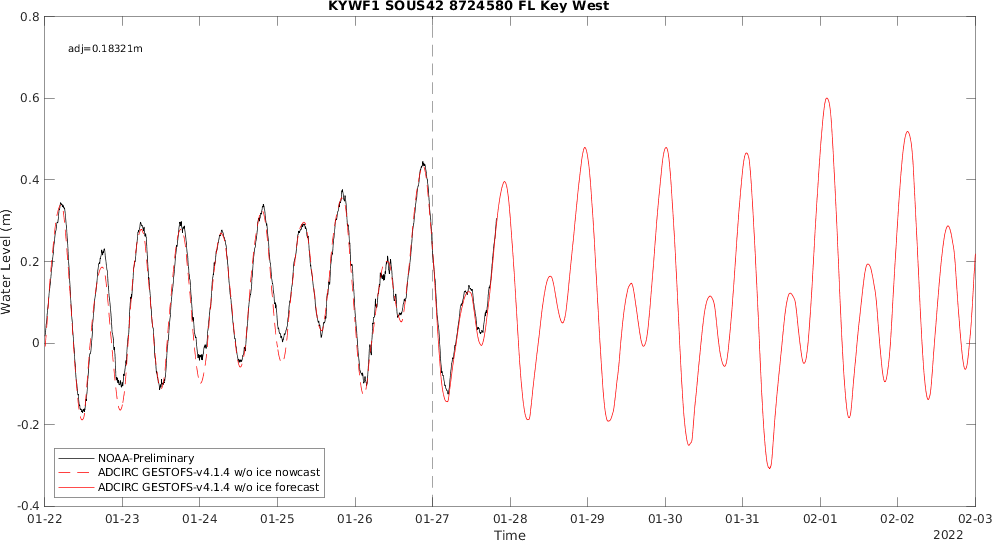 KYWF1 SOUS42 8724580 FL Key West
0.8
adj=0.18321m
0.6
0.4
0.2
0
-0.2
-0.4
Water Level (m)
NOAA-Preliminary
ADCIRC GESTOFS-v4.1.4 w/o ice nowcast
ADCIRC GESTOFS-v4.1.4 w/o ice forecast
01-22 01-23 01-24 01-25 01-26 01-27 01-28 01-29 01-30 01-31 02-01 02-02 02-03
Time
2022